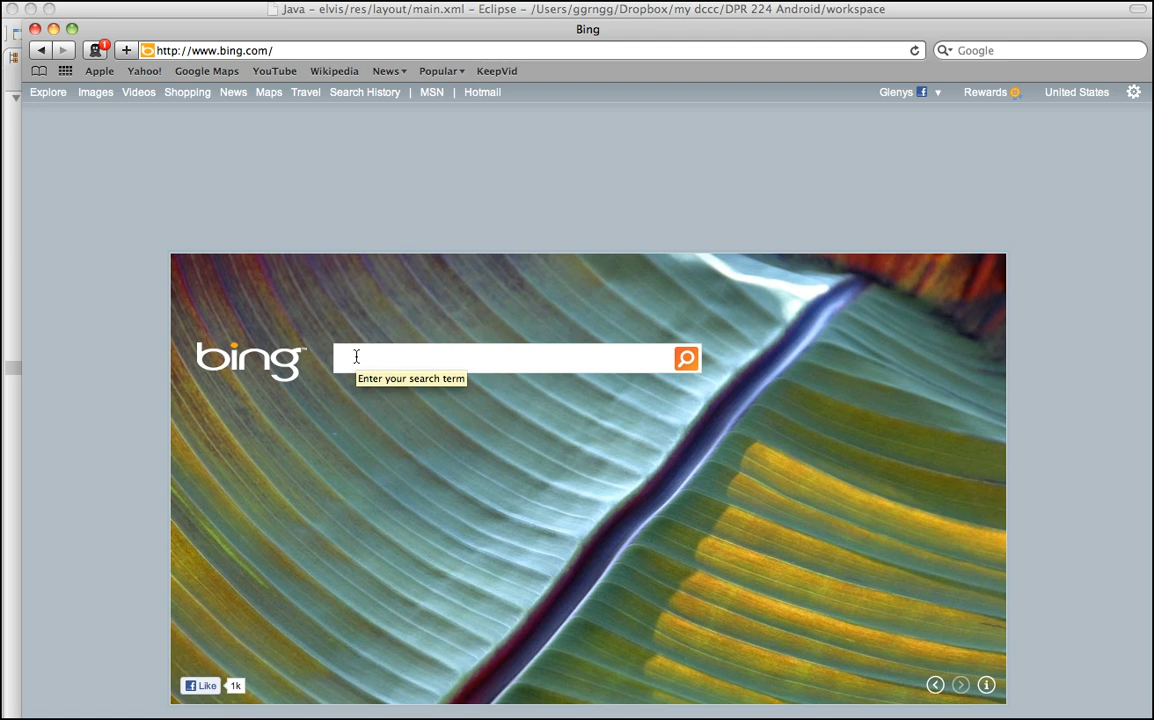 Java – elvis/res/layout/main.xml – Eclipse – /Users/ggrngg/Dropbox/my dccc/DPR 224 Android/workspace
Bing
1 http://www.bing.com/ Google
Apple Yahoo! Google Maps YouTube Wikipedia News Popular KeepVid
Explore Images Videos Shopping News Maps Travel Search History | MSN | Hotmail Glenys Rewards United States
bing™
Enter your search term
Like 1k